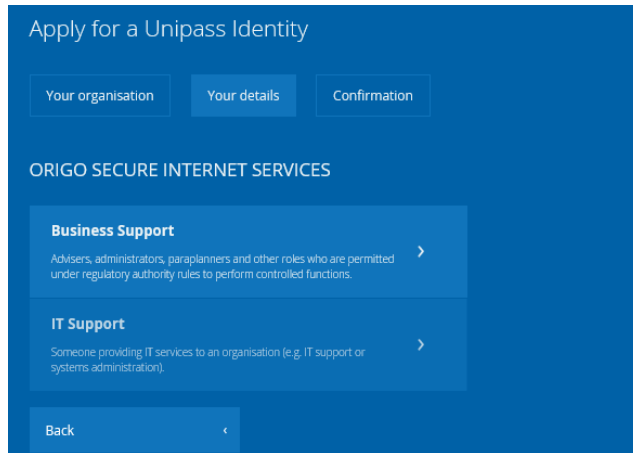 Apply for a Unipass Identity
Your organisation
Your details
Confirmation
ORIGO SECURE INTERNET SERVICES
Business Support
Advisers, administrators, paraplanners and other roles who are permitted
under regulatory authority rules to perform controlled functions.
IT Support
Someone providing IT services to an organisation (e.g. IT support or
systems administration).
Back